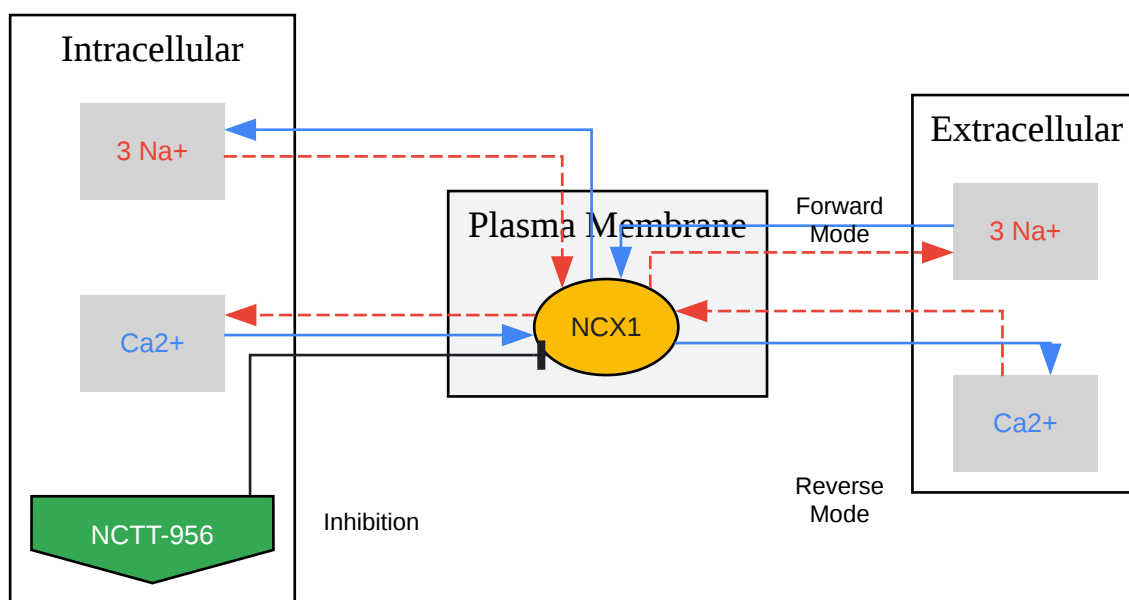 Intracellular
3 Na+
Ca2+
NCTT-956
Inhibition
Plasma Membrane
NCX1
Forward
Mode
Reverse
Mode
Extracellular
3 Na+
Ca2+